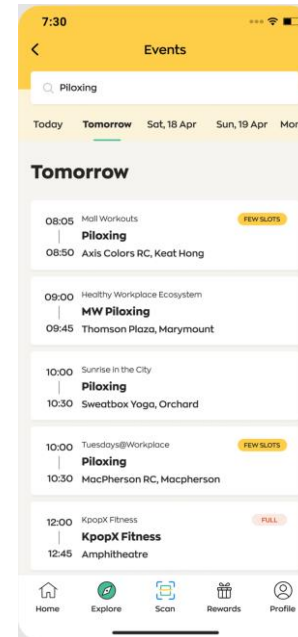 7:30
Events
Piloxing
Today Tomorrow Sat, 18 Apr Sun, 19 Apr Mon
Tomorrow
08:05 Mall Workouts FEW SLOTS
Piloxing
08:50 Axis Colors RC, Keat Hong
09:00 Healthy Workplace Ecosystem
MW Piloxing
09:45 Thomson Plaza, Marymount
10:00 Sunrise In the City
Piloxing
10:30 Sweatbox Yoga, Orchard
10:00 Tuesdays@Workplace FEW SLOTS
Piloxing
10:30 MacPherson RC, Macpherson
12:00 KpopX Fitness FULL
KpopX Fitness
12:45 Amphitheatre
Home Explore Scan Rewards Profile